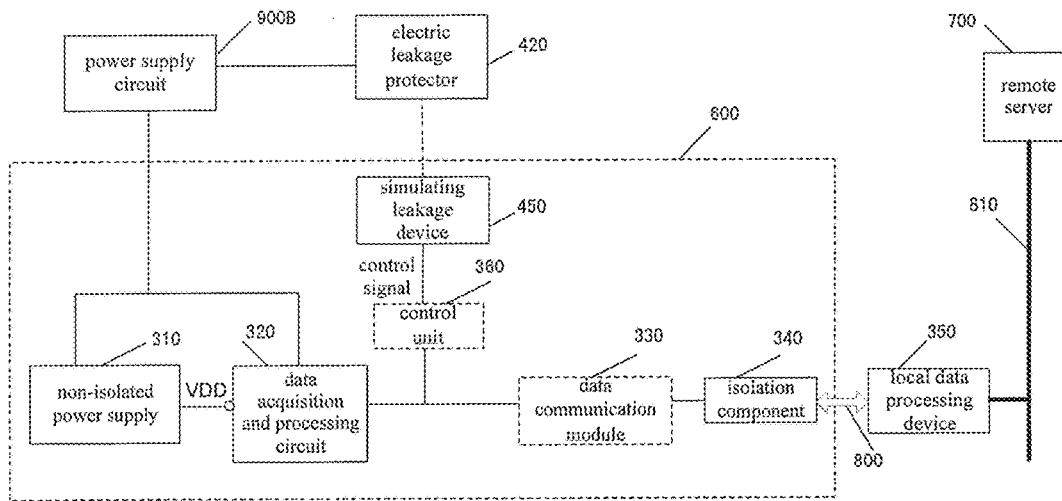 900B
power supply
circuit
electric
leakage
protector
420
700
remote
server
600
simulating
leakage
device
450
810
control
signal
360
control
unit
310
320
330
340
350
non-isolated
power supply
VDD
data
acquisition
and processing
circuit
data
communication
module
isolation
component
local data
processing
device
800